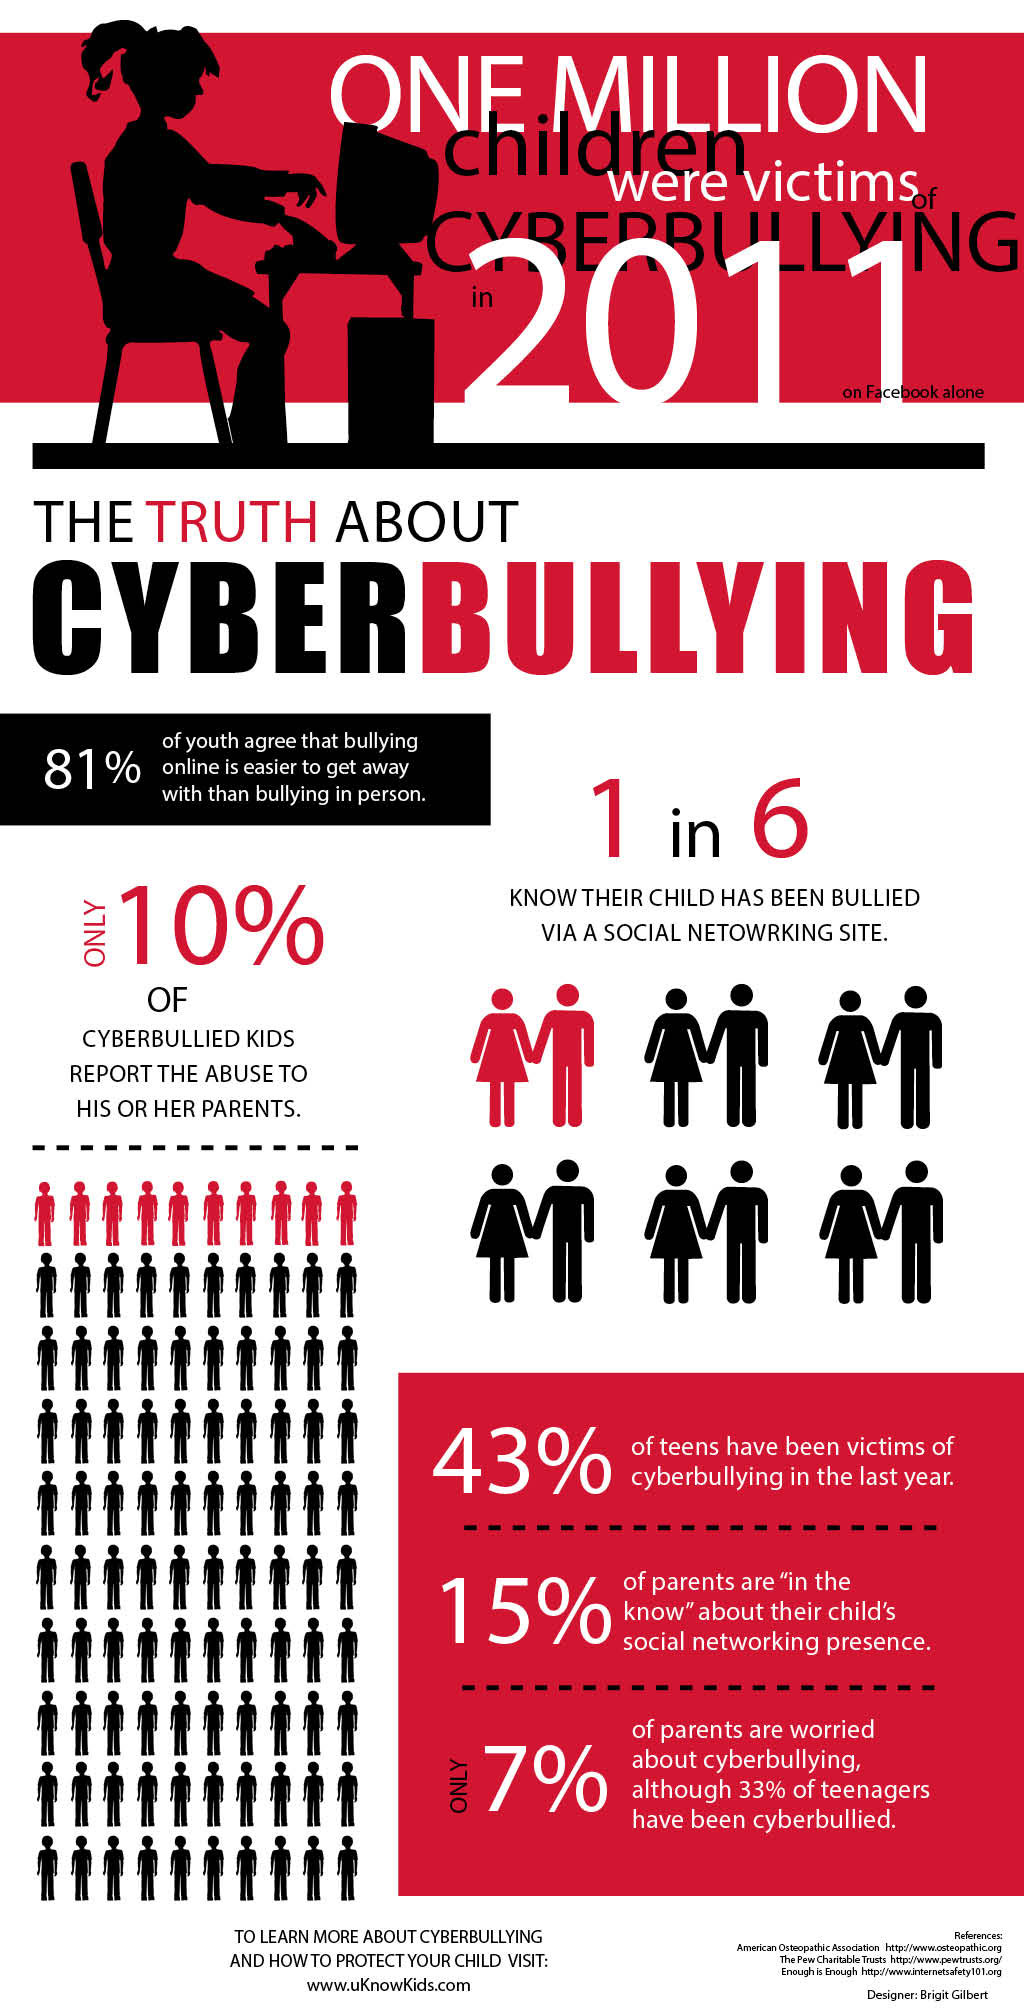 ONE MILLION
children
were victims
of
CYBERBULLYING
in
2011
on Facebook alone
THE TRUTH ABOUT
CYBERBULLYING
81%
of youth agree that bullying
online is easier to get away
with than bullying in person.
1 in 6
KNOW THEIR CHILD HAS BEEN BULLIED
VIA A SOCIAL NETOWRKING SITE.
ONLY 10%
OF
CYBERBULLIED KIDS
REPORT THE ABUSE TO
HIS OR HER PARENTS.
43%
of teens have been victims of
cyberbullying in the last year.
15%
of parents are “in the
know” about their child’s
social networking presence.
ONLY 7%
of parents are worried
about cyberbullying,
although 33% of teenagers
have been cyberbullied.
TO LEARN MORE ABOUT CYBERBULLYING
AND HOW TO PROTECT YOUR CHILD VISIT:
www.uKnowKids.com
References:
American Osteopathic Association http://www.osteopathic.org
The Pew Charitable Trusts http://www.pewtrusts.org/
Enough is Enough http://www.internetsafety101.org
Designer: Brigit Gilbert